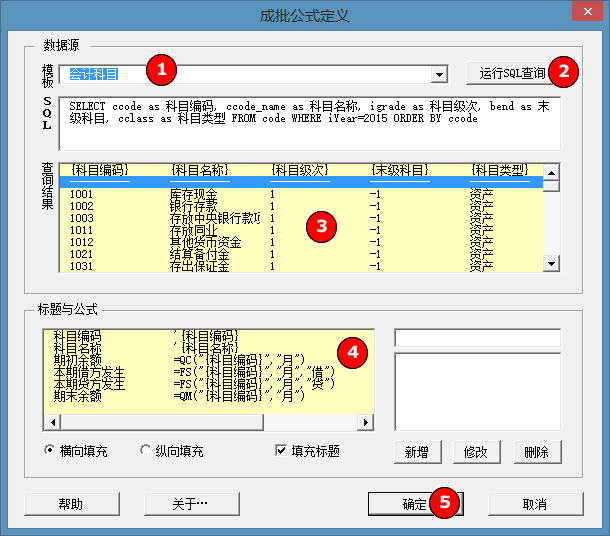 成批公式定义
数据源
模板
会计科目
1
运行SQL查询
2
SQL
SELECT ccode as 科目编码, ccode_name as 科目名称, igrade as 科目级次, bend as 末
级科目, cclass as 科目类型 FROM code WHERE iYear=2015 ORDER BY ccode
查询结果
{科目编码} {科目名称} {科目级次} {末级科目} {科目类型}
1001 库存现金 1 -1 资产
1002 银行存款 1 -1 资产
1003 存放中央银行款项 1 -1 资产
1011 存放同业 1 -1 资产
1012 其他货币资金 1 -1 资产
1021 结算备付金 1 -1 资产
1031 存出保证金 1 -1 资产
3
标题与公式
科目编码 '{科目编码}
科目名称 '{科目名称}
期初余额 =QC("{科目编码}","月")
本期借方发生 =FS("{科目编码}","月","借")
本期贷方发生 =FS("{科目编码}","月","贷")
期末余额 =QM("{科目编码}","月")
4
横向填充 纵向填充 填充标题
新增 修改 删除
帮助 关于… 确定 5 取消